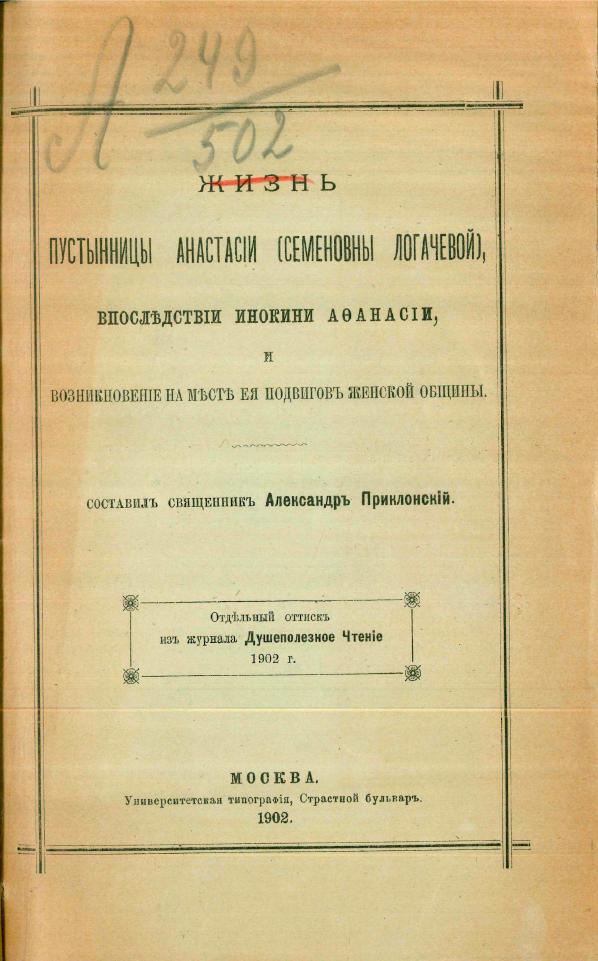 А 249
502
ЖИЗНЬ
ПУСТЫННИЦЫ АНАСТАСІИ (СЕМЕНОВНЫ ЛОГАЧЕВОЙ),
ВПОСЛѢДСТВІИ ИНОКИНИ АѲАНАСІИ,
И
ВОЗНИКНОВЕНІЕ НА МѢСТѢ ЕЯ ПОДВИГОВЪ ЖЕНСКОЙ ОБЩИНЫ.
СОСТАВИЛЪ СВЯЩЕННИКЪ Александръ Приклонскій.
Отдѣльный оттискъ
изъ журнала Душеполезное Чтеніе
1902 г.
МОСКВА.
Университетская типографія, Страстной бульваръ.
1902.